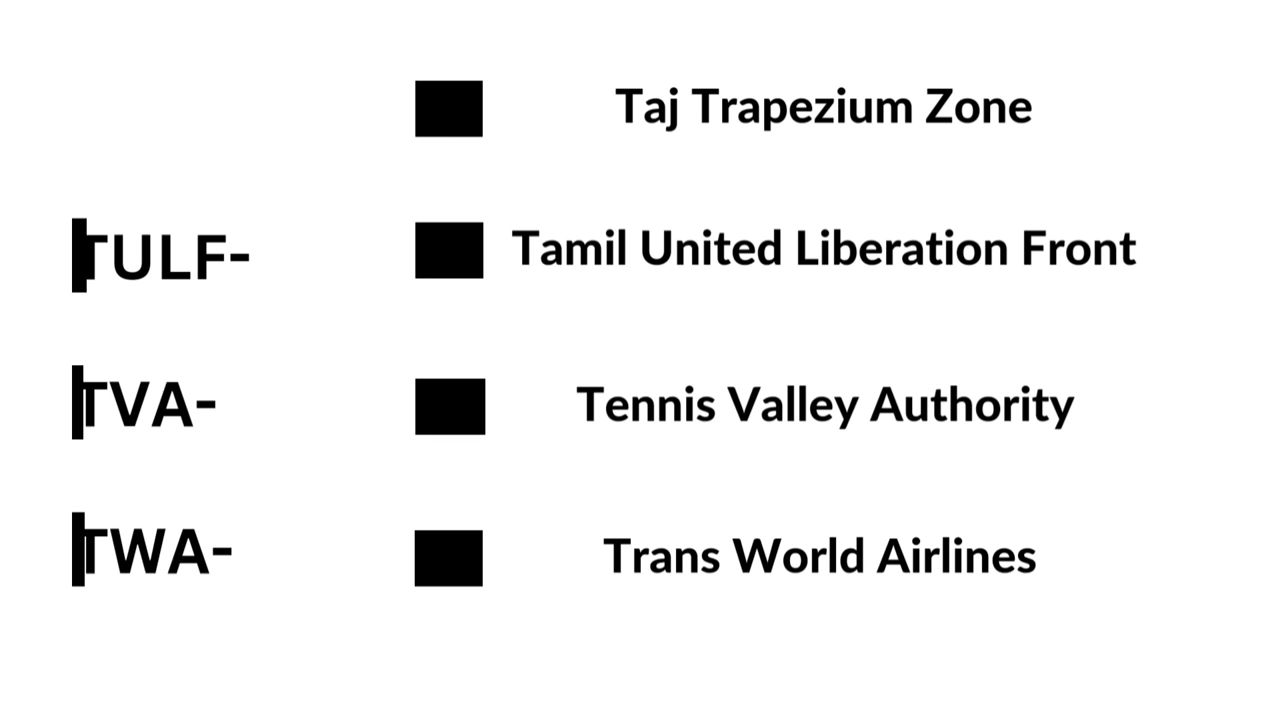 Taj Trapezium Zone
TULF- Tamil United Liberation Front
TVA- Tennis Valley Authority
TWA- Trans World Airlines